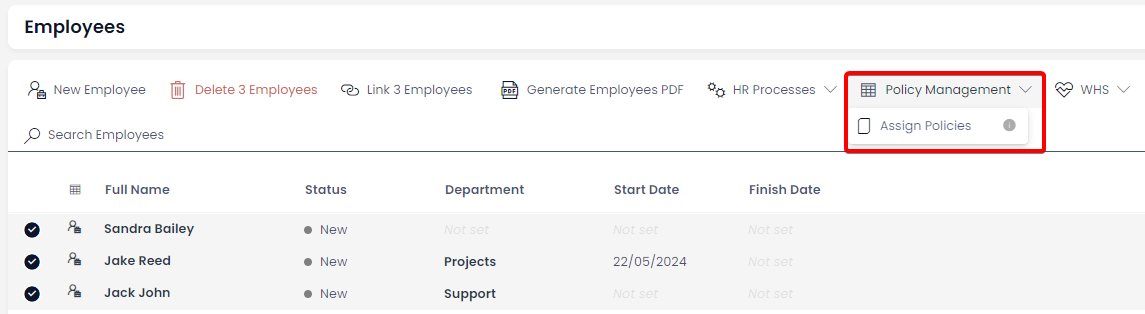 Employees
New Employee Delete 3 Employees Link 3 Employees PDF Generate Employees PDF HR Processes Policy Management WHS
Search Employees Assign Policies i
Full Name Status Department Start Date Finish Date
Sandra Bailey New Not set Not set Not set
Jake Reed New Projects 22/05/2024 Not set
Jack John New Support Not set Not set